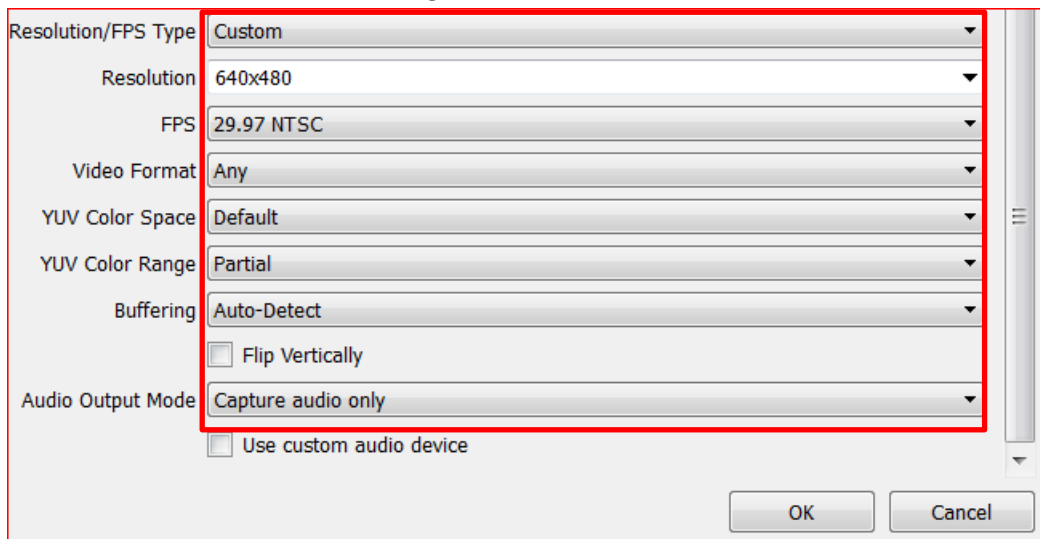 Resolution/FPS Type Custom
Resolution 640x480
FPS 29.97 NTSC
Video Format Any
YUV Color Space Default
YUV Color Range Partial
Buffering Auto-Detect
Flip Vertically
Audio Output Mode Capture audio only
Use custom audio device
OK Cancel